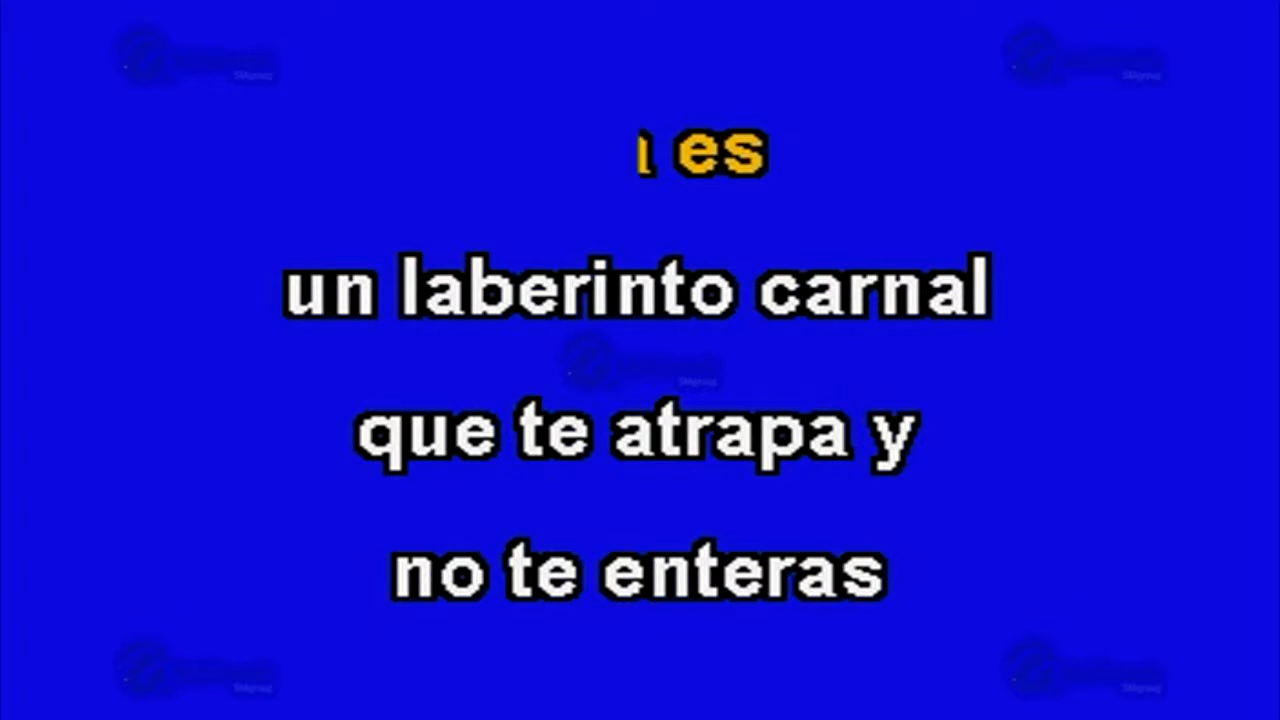 es
un laberinto carnal
que te atrapa y
no te enteras